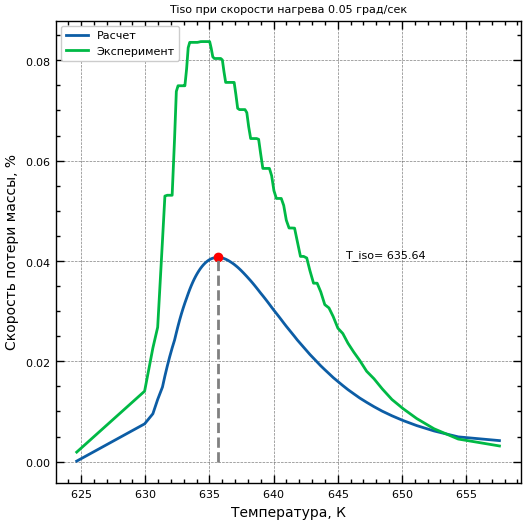 Tiso при скорости нагрева 0.05 град/сек
Расчет
Эксперимент
0.08
0.06
0.04
0.02
0.00
T_iso= 635.64
Скорость потери массы, %
625 630 635 640 645 650 655
Температура, К